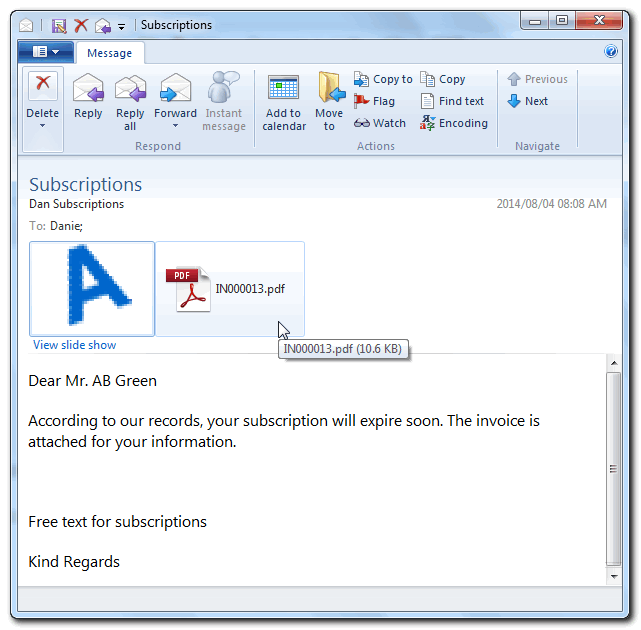 Subscriptions
Message
Delete
Reply
Reply all
Forward
Instant message
Respond
Add to calendar
Move to
Copy to
Flag
Watch
Copy
Find text
Encoding
Actions
Previous
Next
Navigate
Subscriptions
Dan Subscriptions
2014/08/04 08:08 AM
To: Danie;
A
PDF
IN000013.pdf
IN000013.pdf (10.6 KB)
View slide show
Dear Mr. AB Green
According to our records, your subscription will expire soon. The invoice is
attached for your information.
Free text for subscriptions
Kind Regards